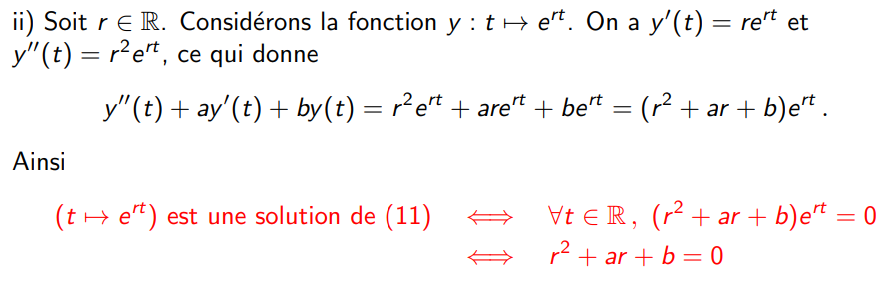 ii) Soit r ∈ ℝ. Considérons la fonction y : t ↦ e^{rt}. On a y′(t) = re^{rt} et
y″(t) = r²e^{rt}, ce qui donne
y″(t) + ay′(t) + by(t) = r²e^{rt} + are^{rt} + be^{rt} = (r² + ar + b)e^{rt} .
Ainsi
(t ↦ e^{rt}) est une solution de (11) ⟺ ∀t ∈ ℝ , (r² + ar + b)e^{rt} = 0
⟺ r² + ar + b = 0